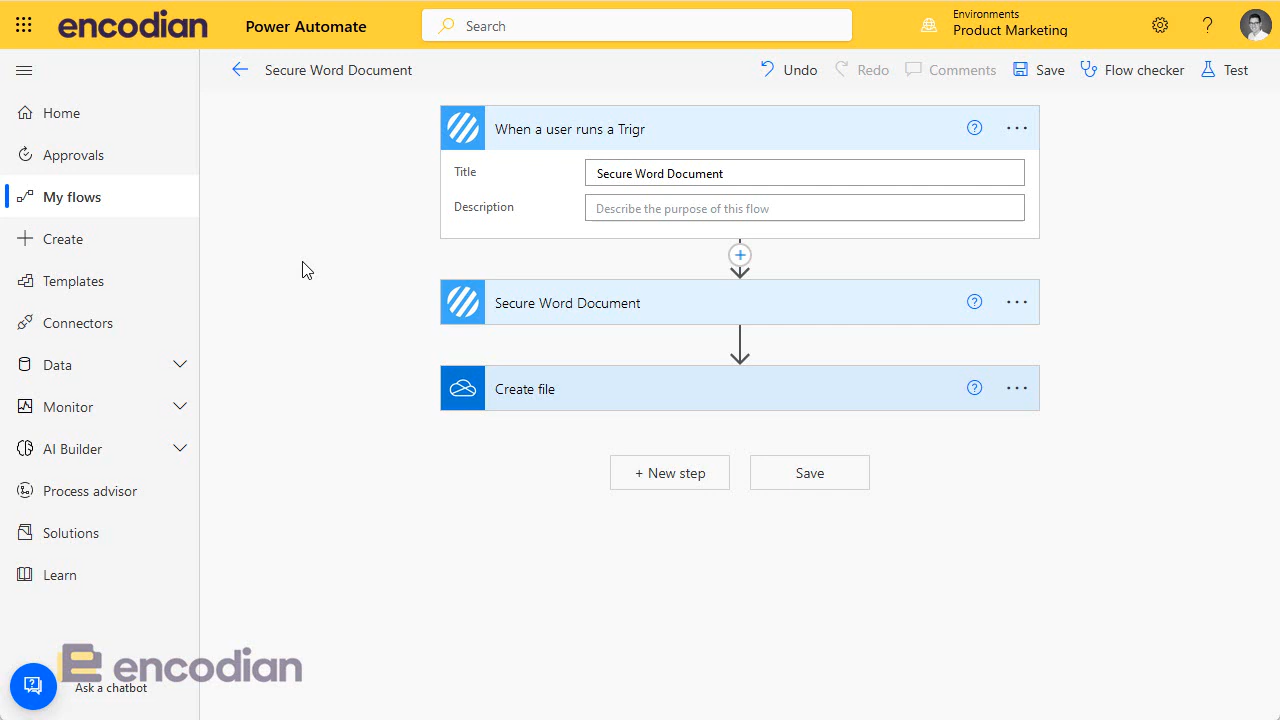 encodian
Power Automate
Search
Environments
Product Marketing
?
Secure Word Document
Undo
Redo
Comments
Save
Flow checker
Test
Home
Approvals
My flows
Create
Templates
Connectors
Data
Monitor
AI Builder
Process advisor
Solutions
Learn
When a user runs a Trigr
Title
Secure Word Document
Description
Describe the purpose of this flow
Secure Word Document
Create file
+ New step
Save
encodian
Ask a chatbot